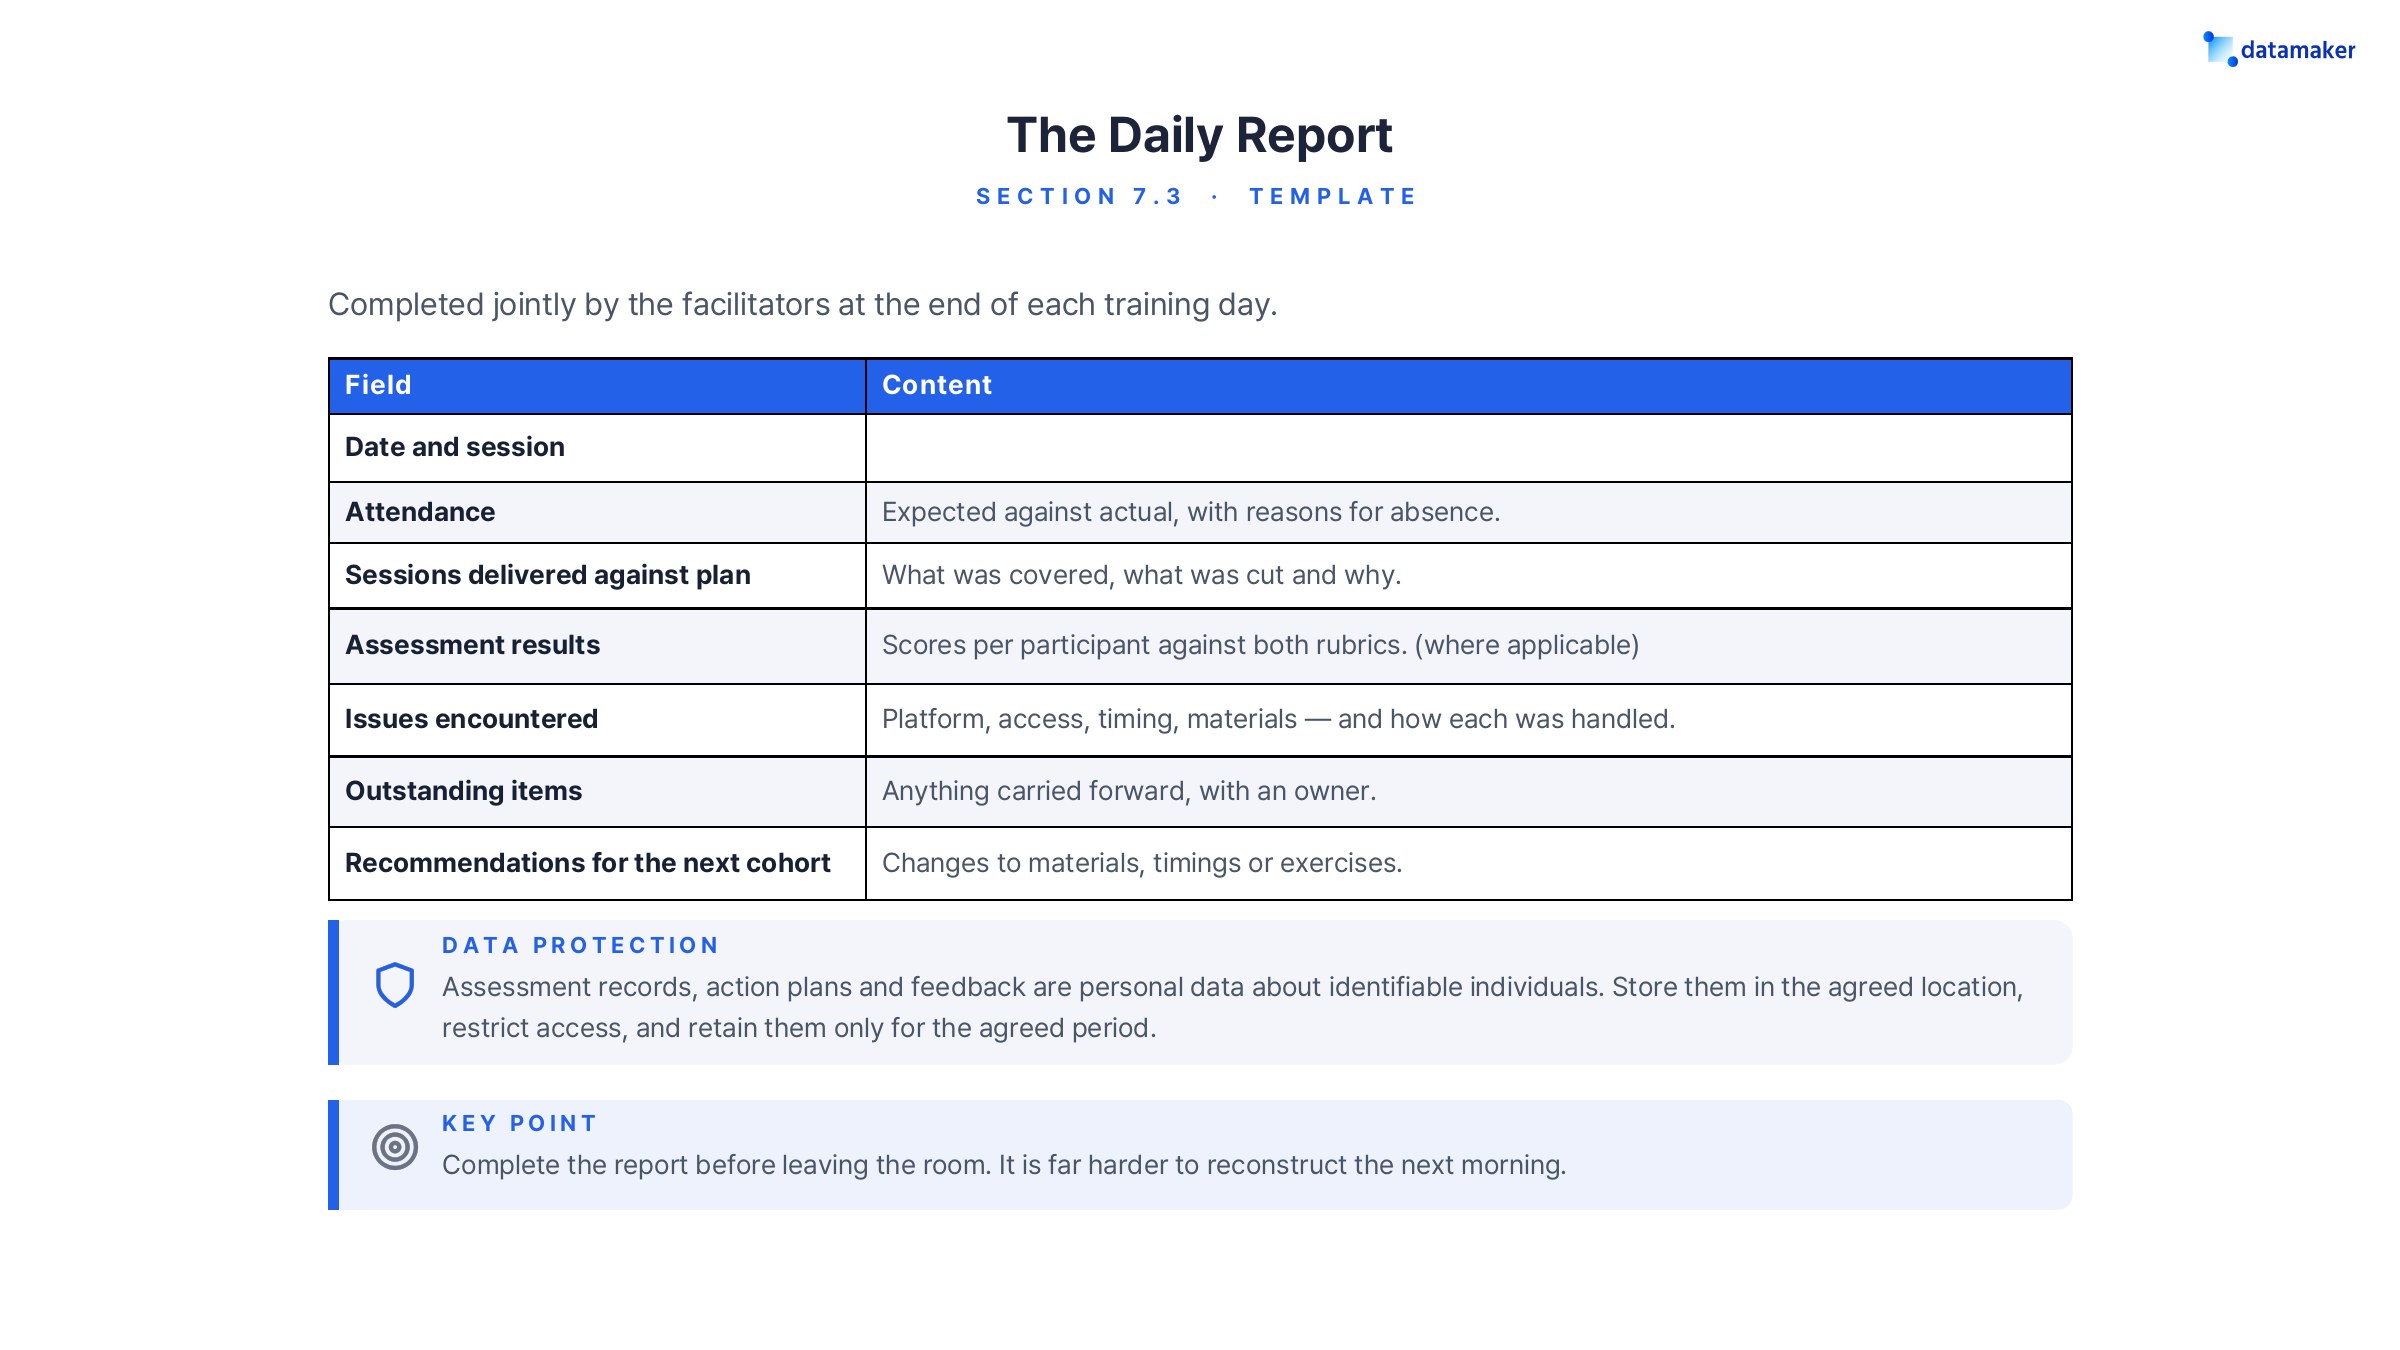 datamaker
The Daily Report
SECTION 7.3 · TEMPLATE
Completed jointly by the facilitators at the end of each training day.
Field Content
Date and session
Attendance Expected against actual, with reasons for absence.
Sessions delivered against plan What was covered, what was cut and why.
Assessment results Scores per participant against both rubrics. (where applicable)
Issues encountered Platform, access, timing, materials — and how each was handled.
Outstanding items Anything carried forward, with an owner.
Recommendations for the next cohort Changes to materials, timings or exercises.
DATA PROTECTION
Assessment records, action plans and feedback are personal data about identifiable individuals. Store them in the agreed location,
restrict access, and retain them only for the agreed period.
KEY POINT
Complete the report before leaving the room. It is far harder to reconstruct the next morning.